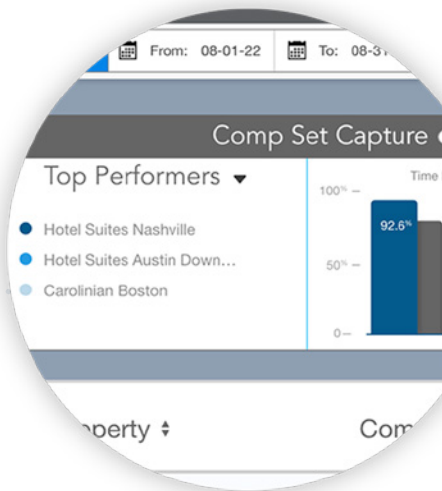 From: 08-01-22 To: 08-31
Comp Set Capture
Top Performers
Time
Hotel Suites Nashville
Hotel Suites Austin Down...
Carolinian Boston
100%
92.6%
50%
0
operty
Com